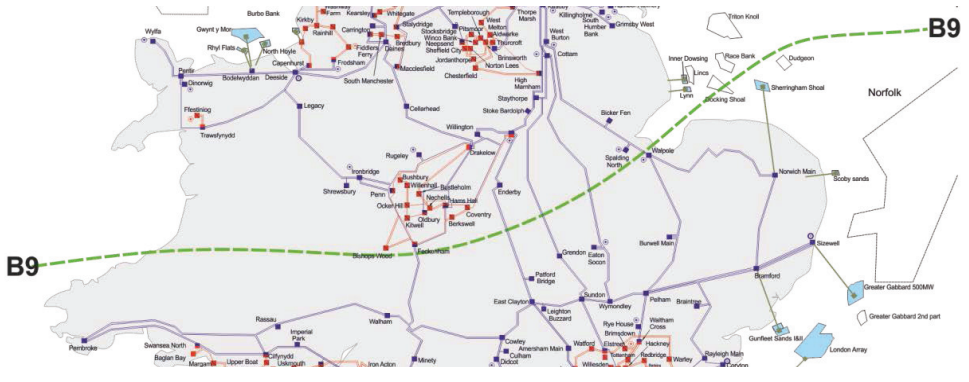 Burbo Bank
Gwynt y Mor
Rhyl Flats
North Hoyle
Wylfa
Pentir
Dinorwig
Bodelwyddan
Deeside
Capenhurst
Frodsham
Kirkby
Rainhill
Fiddlers
Ferry
Farm
Kearsley
Whitegate
Carrington
Stalybridge
Bredbury
Daines
South Manchester
Macclesfield
Templeborough
West
Melton
Stocksbridge
Pitsmoor
Aldwarke
Winco Bank
Thurcroft
Neepsend
Sheffield City
Brinsworth
Jordanthorpe
Norton Lees
Chesterfield
Thorpe
Marsh
Killingholme
South
Humber
Bank
Grimsby West
West
Burton
Cottam
High
Marnham
Staythorpe
Stoke Bardolph
Triton Knoll
Inner Dowsing
Lincs
Race Bank
Dudgeon
Lynn
Docking Shoal
Sherringham Shoal
Norfolk
B9
Ffestiniog
Trawsfynydd
Legacy
Cellarhead
Willington
Drakelow
Rugeley
Ironbridge
Shrewsbury
Penn
Bushbury
Willenhall
Bustleholm
Nechells
Hams Hall
Ocker Hill
Oldbury
Coventry
Kitwell
Berkswell
Bishops Wood
Feckenham
Enderby
Bicker Fen
Spalding
North
Walpole
Norwich Main
Scoby sands
B9
Grendon
Eaton
Socon
Burwell Main
Sizewell
Bramford
Patford
Bridge
East Claydon
Leighton
Buzzard
Sundon
Wymondley
Pelham
Braintree
Greater Gabbard 500MW
Greater Gabbard 2nd part
Gunfleet Sands I&II
London Array
Pembroke
Swansea North
Baglan Bay
Margam
Rassau
Imperial
Park
Upper Boat
Cilfynydd
Uskmouth
Iron Acton
Walham
Minety
Cowley
Culham
Didcot
Amersham Main
Watford
Rye House
Brimsdown
Waltham
Cross
Elstree
Hackney
Tottenham
Redbridge
Willesden
Warley
Rayleigh Main
Coryton